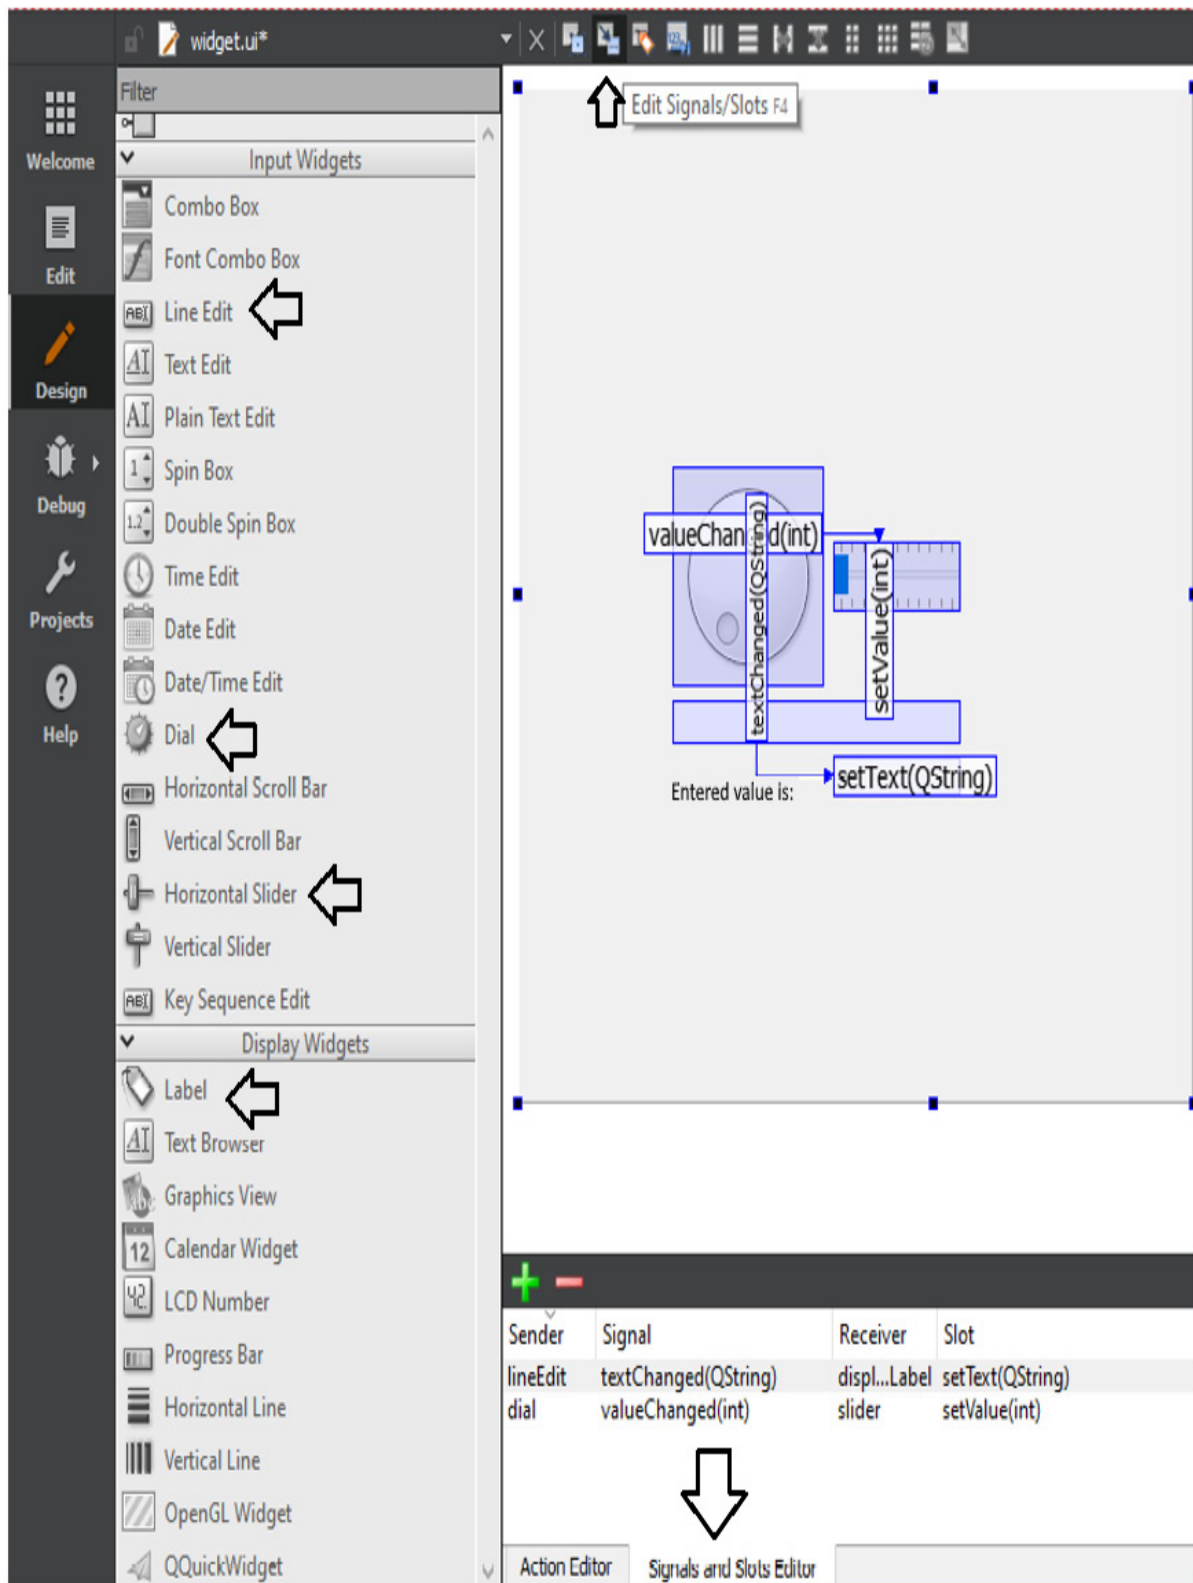 widget.ui*
Edit Signals/Slots F4
Welcome
Edit
Design
Debug
Projects
Help
Filter
Input Widgets
Combo Box
Font Combo Box
Line Edit
Text Edit
Plain Text Edit
Spin Box
Double Spin Box
Time Edit
Date Edit
Date/Time Edit
Dial
Horizontal Scroll Bar
Vertical Scroll Bar
Horizontal Slider
Vertical Slider
Key Sequence Edit
Display Widgets
Label
Text Browser
Graphics View
Calendar Widget
LCD Number
Progress Bar
Horizontal Line
Vertical Line
OpenGL Widget
QQuickWidget
valueChan d(int)
textChanged(QString)
setValue(int)
setText(QString)
Entered value is:
Sender Signal Receiver Slot
lineEdit textChanged(QString) displ...Label setText(QString)
dial valueChanged(int) slider setValue(int)
Action Editor Signals and Slots Editor